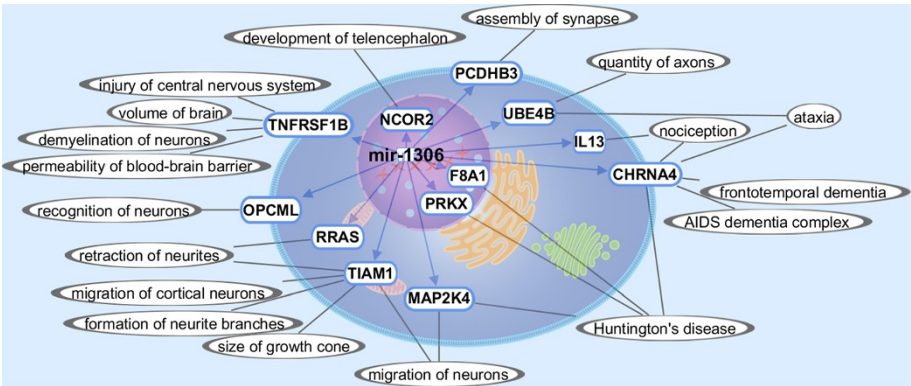 assembly of synapse
development of telencephalon
PCDHB3
quantity of axons
injury of central nervous system
volume of brain
TNFRSF1B
NCOR2
UBE4B
ataxia
demyelination of neurons
IL13
nociception
permeability of blood-brain barrier
mir-1306
F8A1
CHRNA4
frontotemporal dementia
recognition of neurons
OPCML
PRKX
AIDS dementia complex
RRAS
retraction of neurites
TIAM1
migration of cortical neurons
MAP2K4
formation of neurite branches
Huntington's disease
size of growth cone
migration of neurons